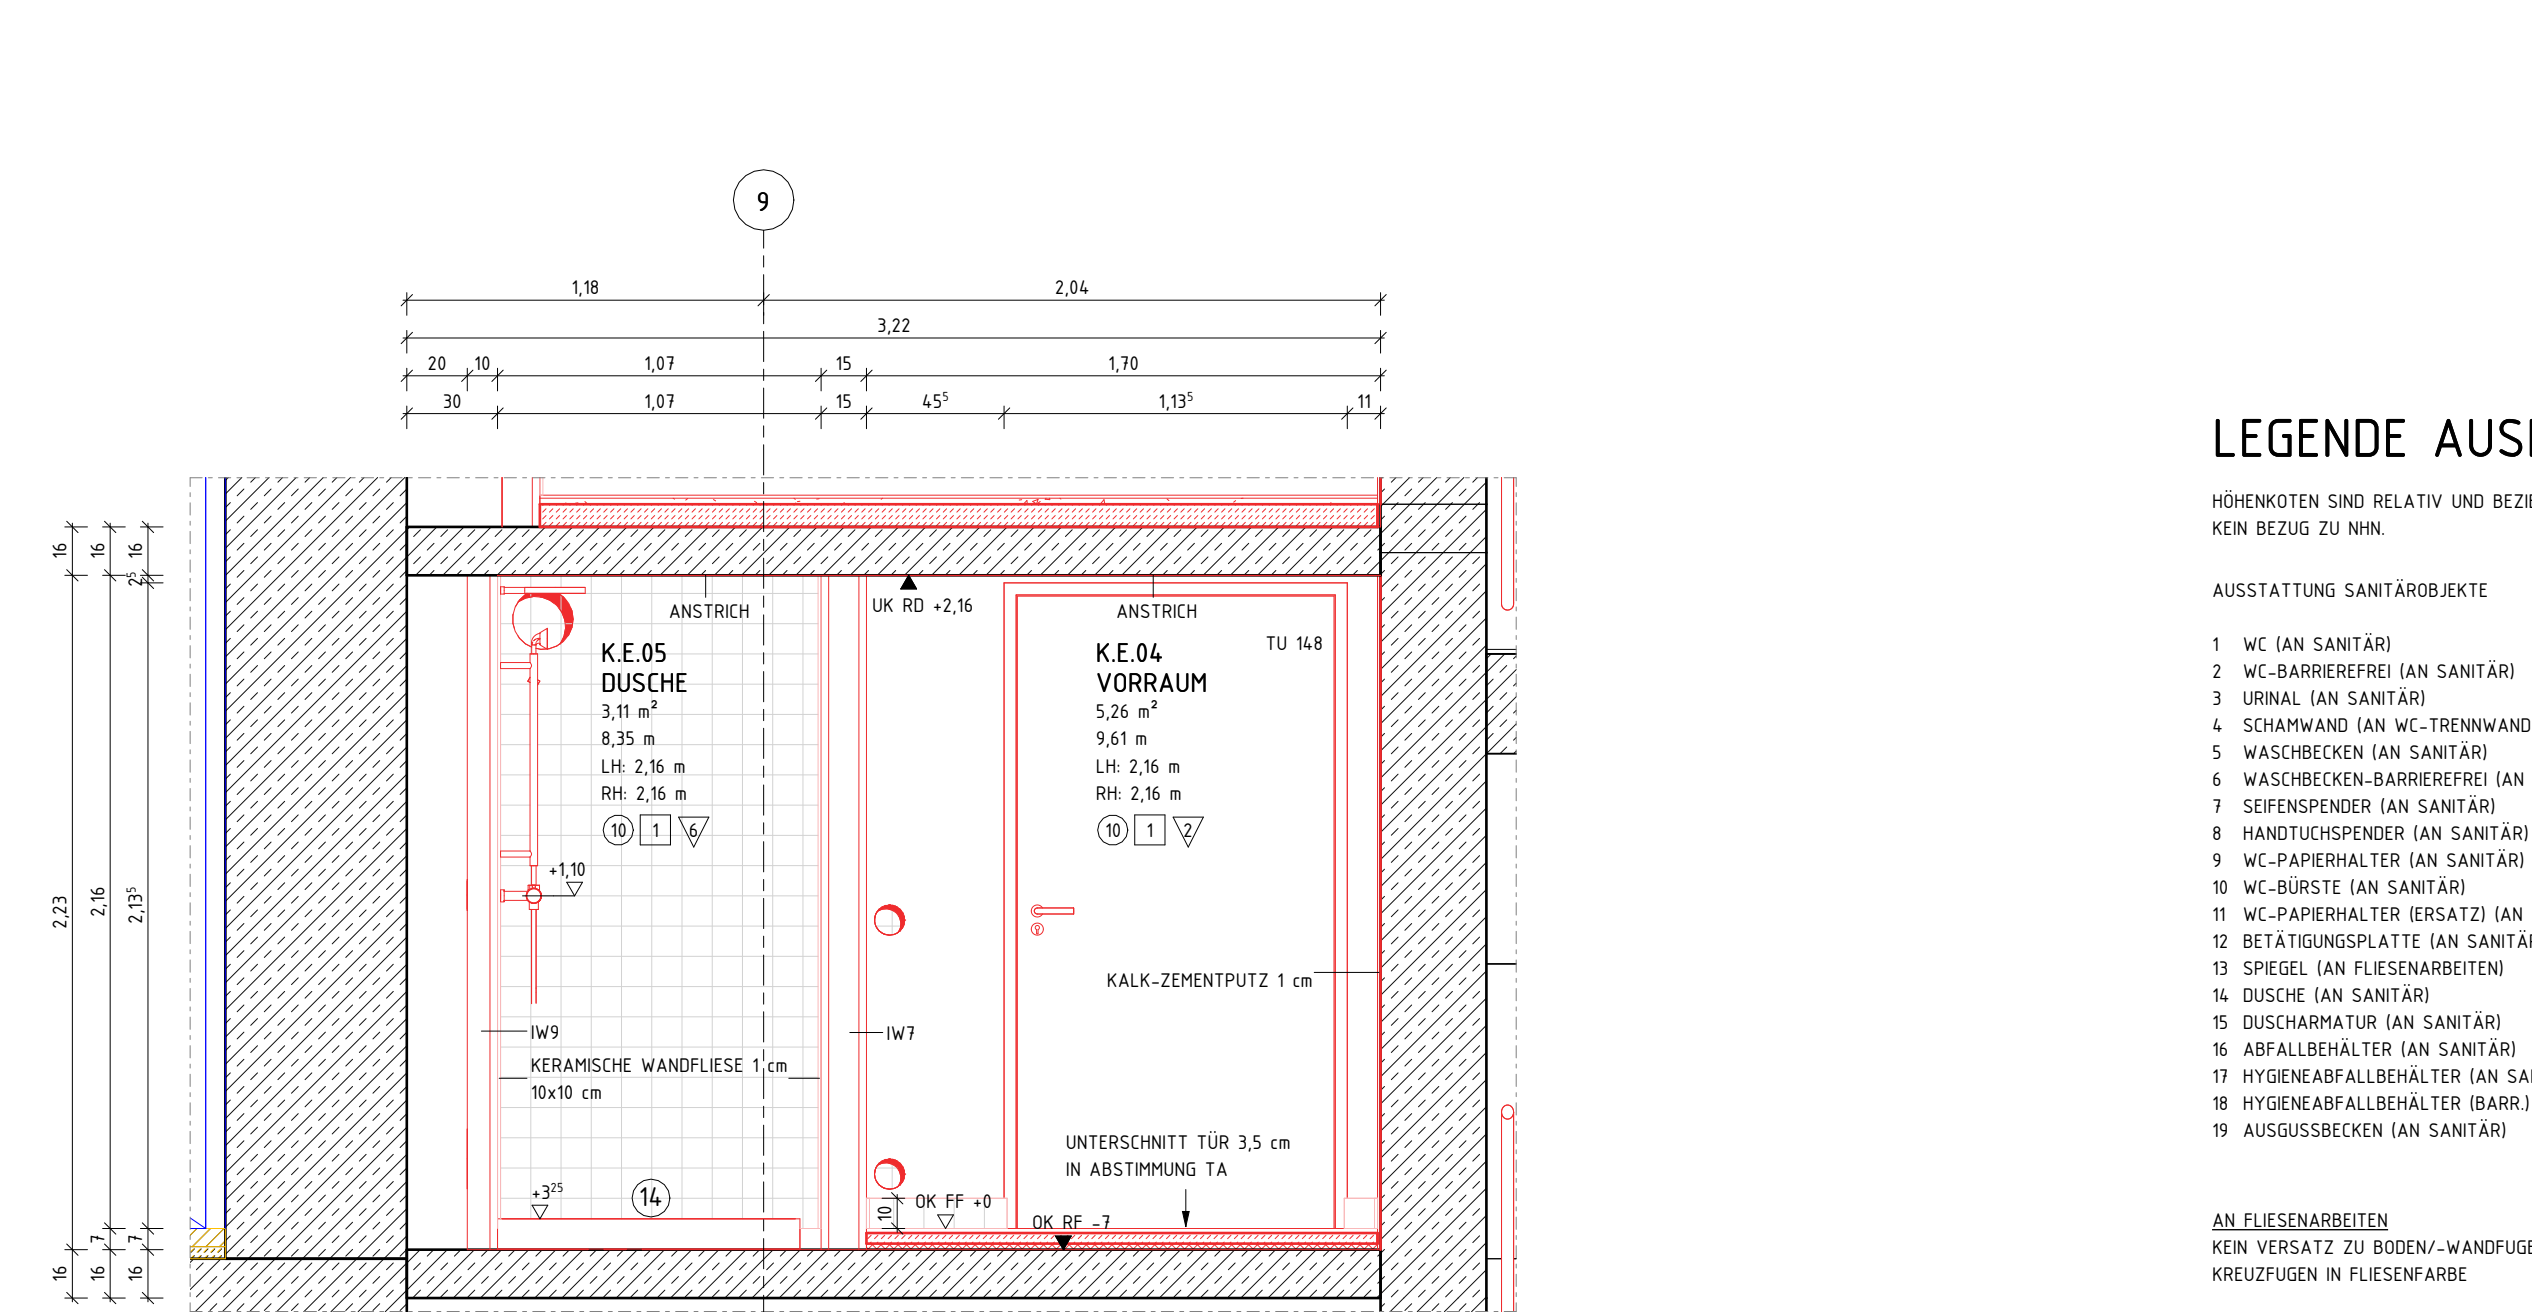 9
1,18 2,04
3,22
20 10 1,07 15 1,70
30 1,07 15 45⁵ 1,13⁵ 11
16 16 16
2⁵
2,23 2,16 2,13⁵
7 7
16 16 16
ANSTRICH
UK RD +2,16
ANSTRICH
TU 148
K.E.05
DUSCHE
3,11 m²
8,35 m
LH: 2,16 m
RH: 2,16 m
10 1 6
+1,10
K.E.04
VORRAUM
5,26 m²
9,61 m
LH: 2,16 m
RH: 2,16 m
10 1 2
KALK-ZEMENTPUTZ 1 cm
IW9
IW7
KERAMISCHE WANDFLIESE 1 cm
10x10 cm
UNTERSCHNITT TÜR 3,5 cm
IN ABSTIMMUNG TA
+3²⁵
14
10
OK FF +0
OK RF -7
LEGENDE
HÖHENKOTEN SIND RELATIV UND
KEIN BEZUG ZU NHN.
AUSSTATTUNG SANITÄROBJEKTE
1 WC (AN SANITÄR)
2 WC-BARRIEREFREI (AN SANITÄR)
3 URINAL (AN SANITÄR)
4 SCHAMWAND (AN WC-TRENNWAND
5 WASCHBECKEN (AN SANITÄR)
6 WASCHBECKEN-BARRIEREFREI (AN
7 SEIFENSPENDER (AN SANITÄR)
8 HANDTUCHSPENDER (AN SANITÄR)
9 WC-PAPIERHALTER (AN SANITÄR)
10 WC-BÜRSTE (AN SANITÄR)
11 WC-PAPIERHALTER (ERSATZ) (AN
12 BETÄTIGUNGSPLATTE (AN
13 SPIEGEL (AN FLIESENARBEITEN)
14 DUSCHE (AN SANITÄR)
15 DUSCHARMATUR (AN SANITÄR)
16 ABFALLBEHÄLTER (AN SANITÄR)
17 HYGIENEABFALLBEHÄLTER (AN
18 HYGIENEABFALLBEHÄLTER (BARR.)
19 AUSGUSSBECKEN (AN SANITÄR)
AN FLIESENARBEITEN
KEIN VERSATZ ZU
KREUZFUGEN IN FLIESENFARBE